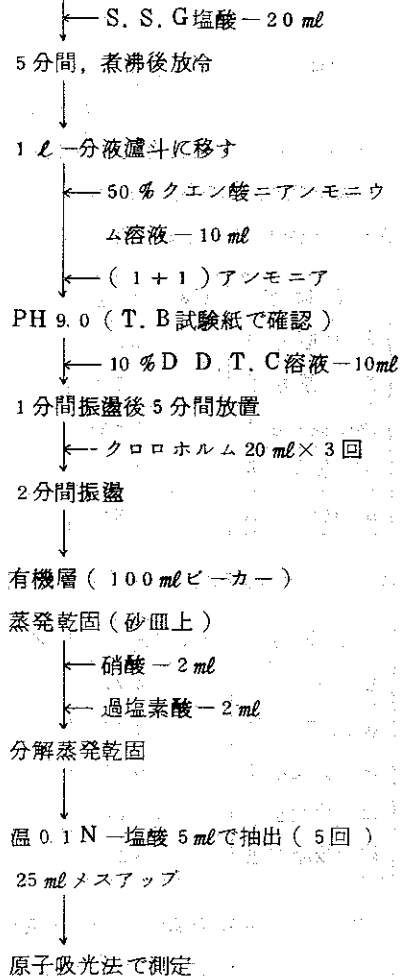 S. S. G塩酸－20 ml
5分間，煮沸後放冷
1 l－分液濾斗に移す
50％クエン酸ニアンモニウ
ム溶液－10 ml
（1＋1）アンモニア
PH 9.0（T. B試験紙で確認）
10％D D. T. C溶液－10ml
1分間振盪後5分間放置
クロロホルム20 ml×3回
2分間振盪
有機層（100mlビーカー）
蒸発乾固（砂皿上）
硝酸－2 ml
過塩素酸－2 ml
分解蒸発乾固
温0.1 N－塩酸5 mlで抽出（5回）
25 mlメスアップ
原子吸光法で測定